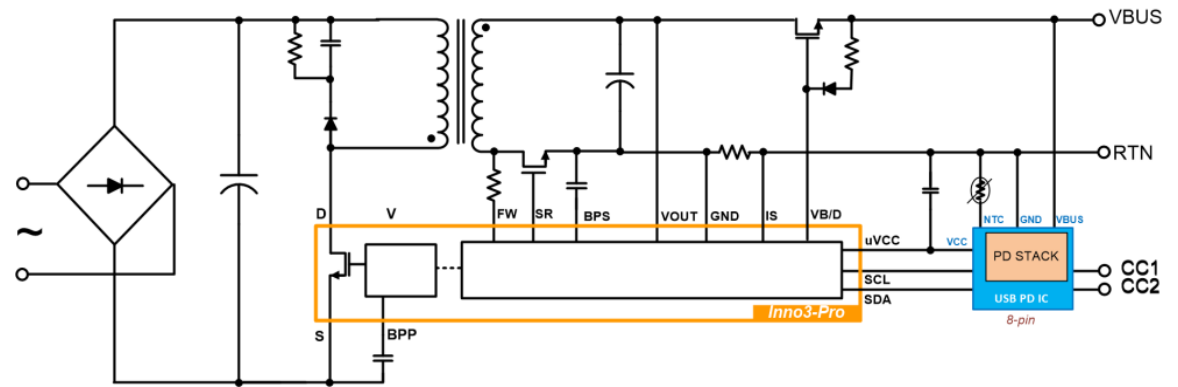 VBUS
RTN
D
V
FW
SR
BPS
VOUT
GND
IS
VB/D
NTC
GND
VBUS
uVCC
VCC
PD STACK
SCL
CC1
SDA
CC2
USB PD IC
Inno3-Pro
8-pin
S
BPP
~